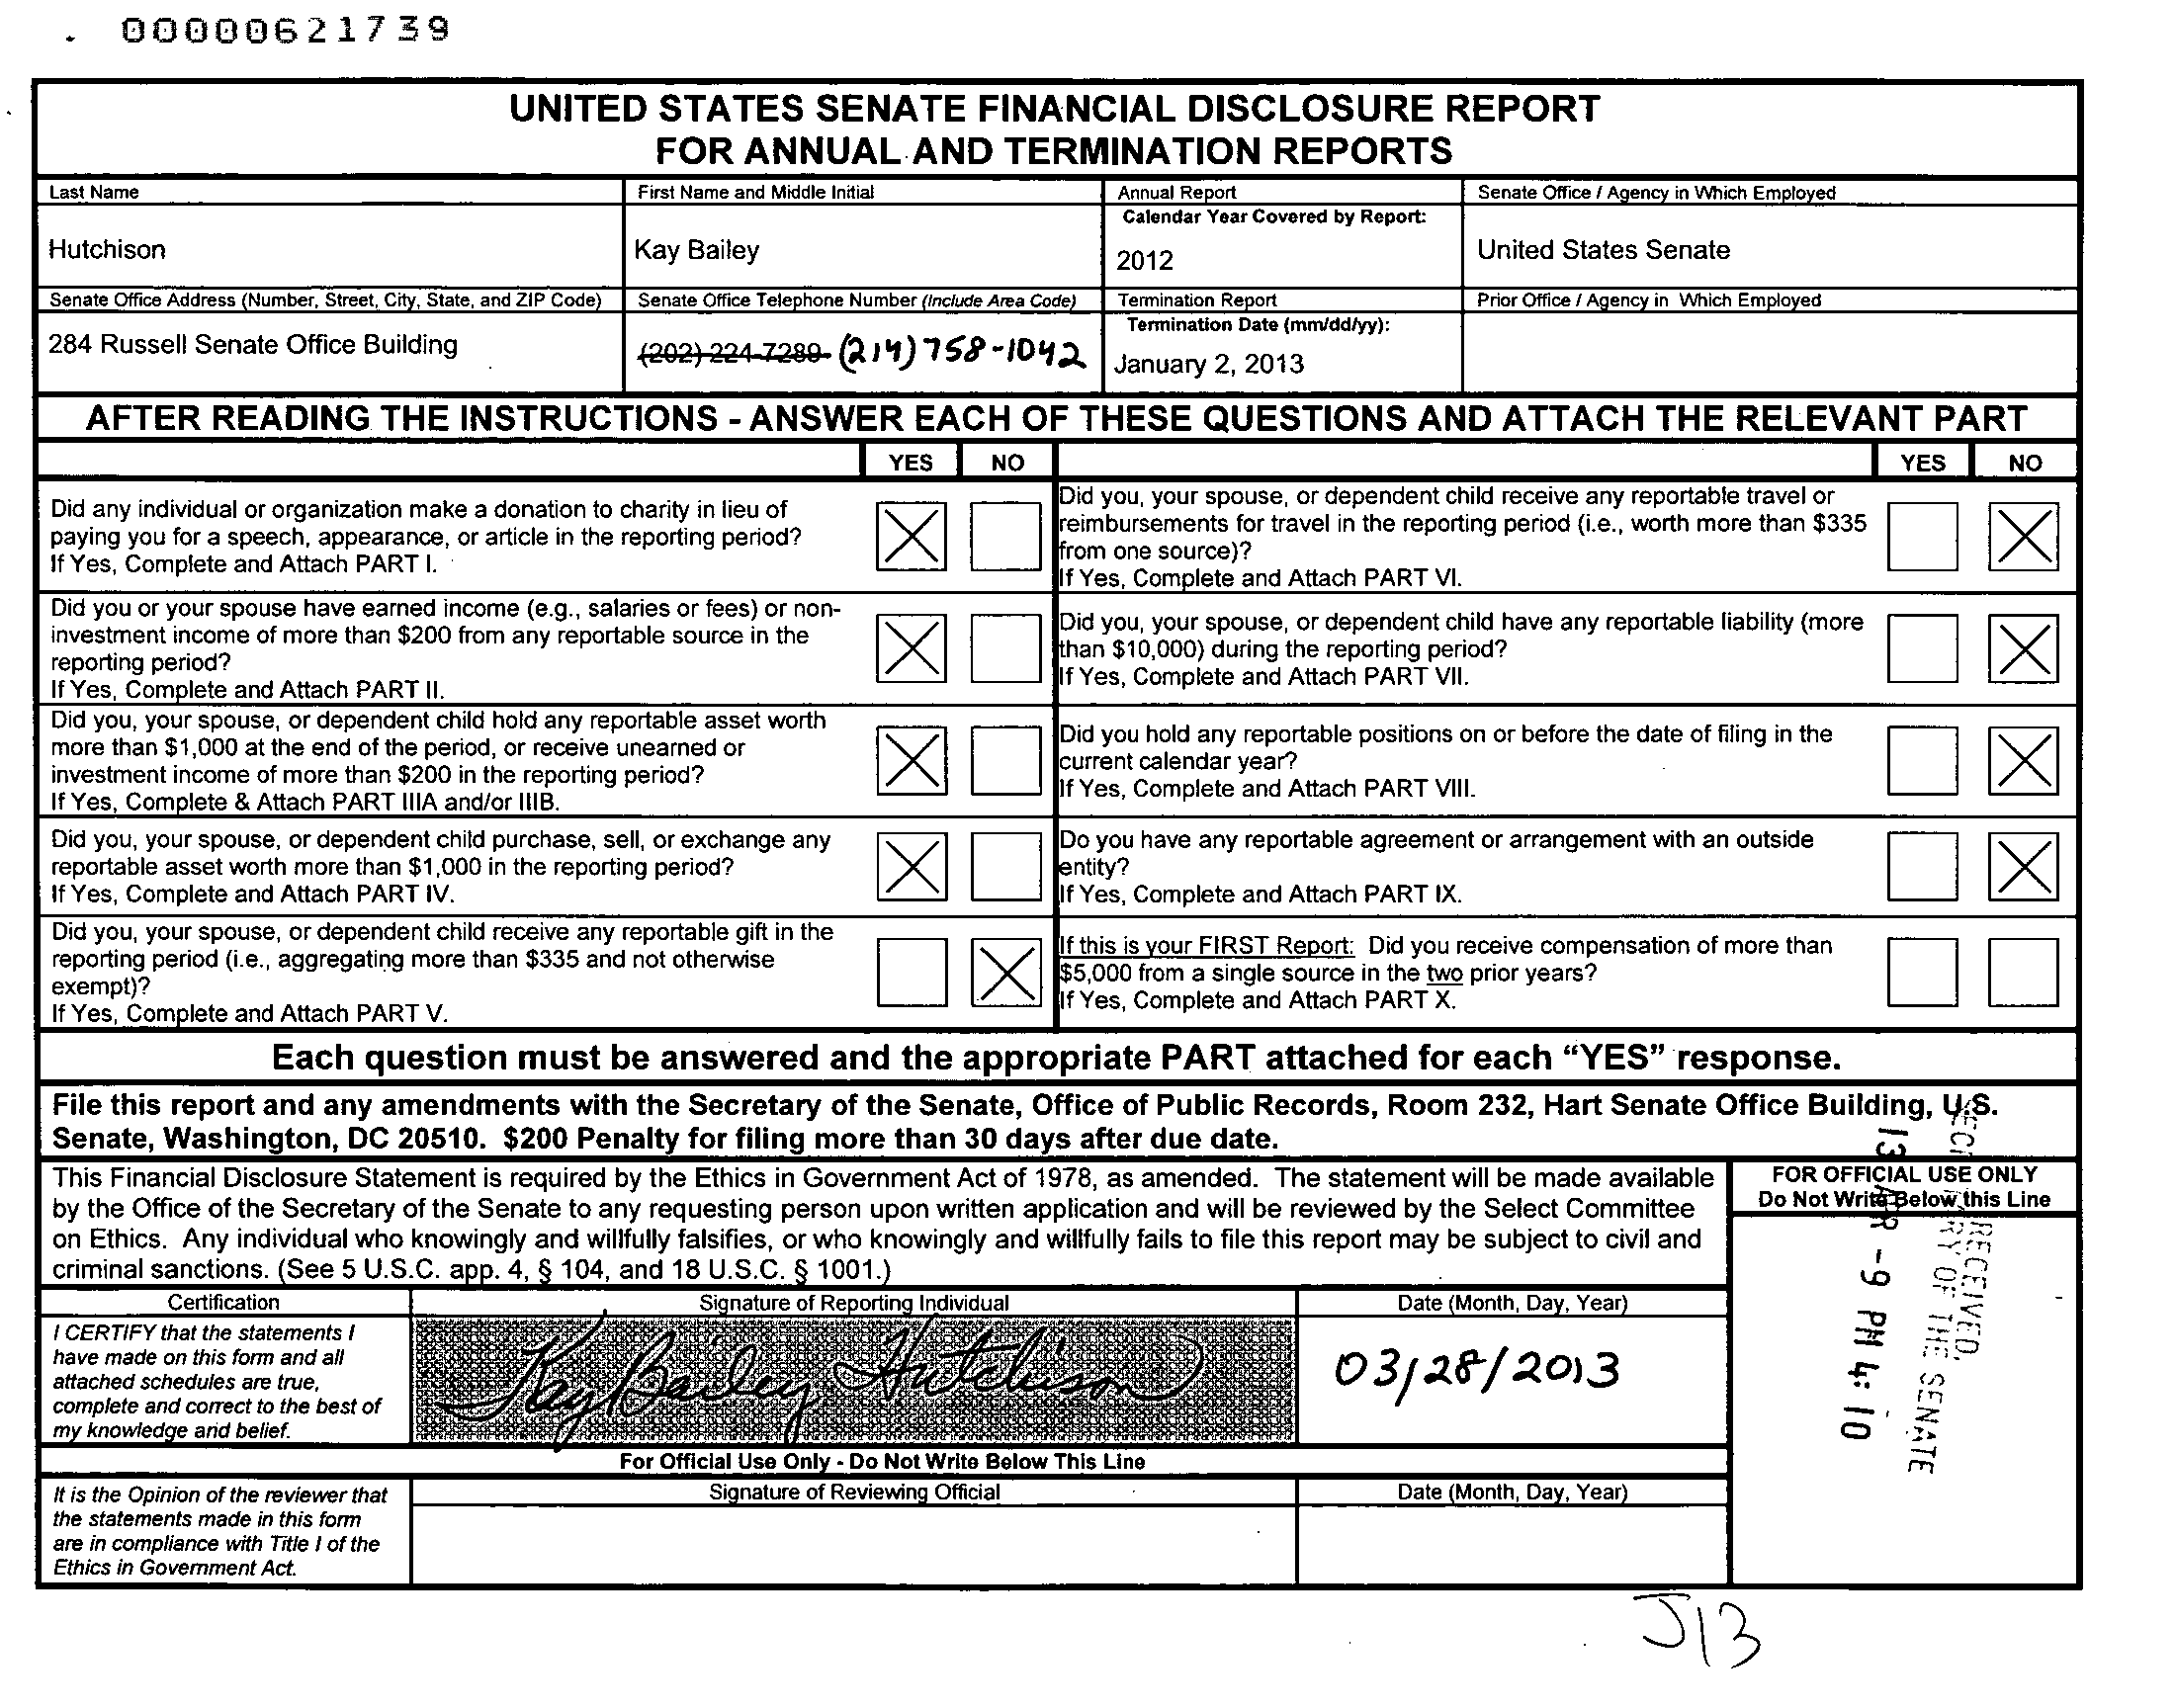 00000621739
UNITED STATES SENATE FINANCIAL DISCLOSURE REPORT
FOR ANNUAL AND TERMINATION REPORTS
Last Name
First Name and Middle Initial
Annual Report
Senate Office / Agency in Which Employed
Calendar Year Covered by Report:
Hutchison
Kay Bailey
2012
United States Senate
Senate Office Address (Number, Street, City, State, and ZIP Code)
Senate Office Telephone Number (Include Area Code)
Termination Report
Prior Office / Agency in Which Employed
Termination Date (mm/dd/yy):
284 Russell Senate Office Building
(202) 224-7289 (214) 758-1042
January 2, 2013
AFTER READING THE INSTRUCTIONS - ANSWER EACH OF THESE QUESTIONS AND ATTACH THE RELEVANT PART
YES NO
YES NO
Did any individual or organization make a donation to charity in lieu of
paying you for a speech, appearance, or article in the reporting period?
If Yes, Complete and Attach PART I.
Did you, your spouse, or dependent child receive any reportable travel or
reimbursements for travel in the reporting period (i.e., worth more than $335
from one source)?
If Yes, Complete and Attach PART VI.
Did you or your spouse have earned income (e.g., salaries or fees) or non-
investment income of more than $200 from any reportable source in the
reporting period?
If Yes, Complete and Attach PART II.
Did you, your spouse, or dependent child have any reportable liability (more
than $10,000) during the reporting period?
If Yes, Complete and Attach PART VII.
Did you, your spouse, or dependent child hold any reportable asset worth
more than $1,000 at the end of the period, or receive unearned or
investment income of more than $200 in the reporting period?
If Yes, Complete & Attach PART IIIA and/or IIIB.
Did you hold any reportable positions on or before the date of filing in the
current calendar year?
If Yes, Complete and Attach PART VIII.
Did you, your spouse, or dependent child purchase, sell, or exchange any
reportable asset worth more than $1,000 in the reporting period?
If Yes, Complete and Attach PART IV.
Do you have any reportable agreement or arrangement with an outside
entity?
If Yes, Complete and Attach PART IX.
Did you, your spouse, or dependent child receive any reportable gift in the
reporting period (i.e., aggregating more than $335 and not otherwise
exempt)?
If Yes, Complete and Attach PART V.
If this is your FIRST Report: Did you receive compensation of more than
$5,000 from a single source in the two prior years?
If Yes, Complete and Attach PART X.
Each question must be answered and the appropriate PART attached for each “YES” response.
File this report and any amendments with the Secretary of the Senate, Office of Public Records, Room 232, Hart Senate Office Building, U.S.
Senate, Washington, DC 20510. $200 Penalty for filing more than 30 days after due date.
This Financial Disclosure Statement is required by the Ethics in Government Act of 1978, as amended. The statement will be made available
by the Office of the Secretary of the Senate to any requesting person upon written application and will be reviewed by the Select Committee
on Ethics. Any individual who knowingly and willfully falsifies, or who knowingly and willfully fails to file this report may be subject to civil and
criminal sanctions. (See 5 U.S.C. app. 4, § 104, and 18 U.S.C. § 1001.)
FOR OFFICIAL USE ONLY
Do Not Write Below this Line
RECEIVED
OF THE SENATE
13 APR -9 PM 4:10
Certification
Signature of Reporting Individual
Date (Month, Day, Year)
I CERTIFY that the statements I
have made on this form and all
attached schedules are true,
complete and correct to the best of
my knowledge and belief.
Kay Bailey Hutchison
03/28/2013
For Official Use Only - Do Not Write Below This Line
It is the Opinion of the reviewer that
the statements made in this form
are in compliance with Title I of the
Ethics in Government Act.
Signature of Reviewing Official
Date (Month, Day, Year)